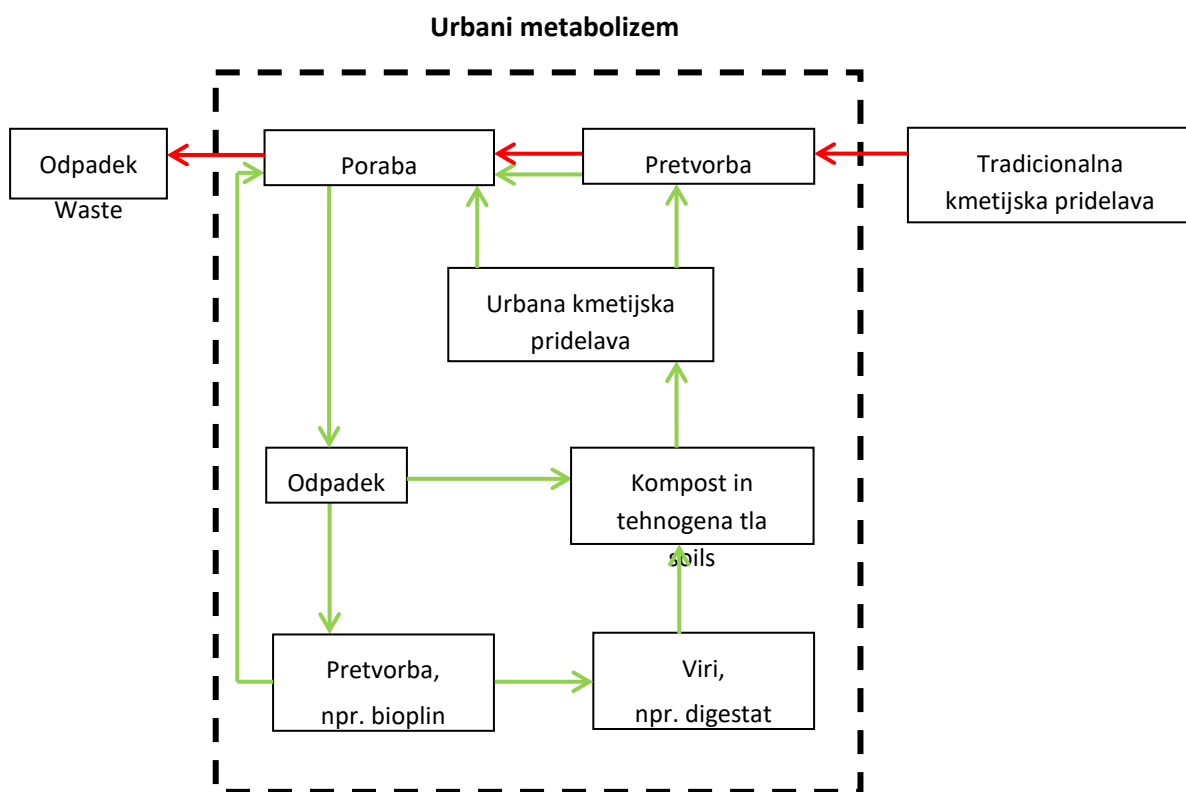 Urbani metabolizem
Odpadek
Waste
Poraba
Pretvorba
Tradicionalna
kmetijska pridelava
Urbana kmetijska
pridelava
Odpadek
Kompost in
tehnogena tla
soils
Pretvorba,
npr. bioplin
Viri,
npr. digestat